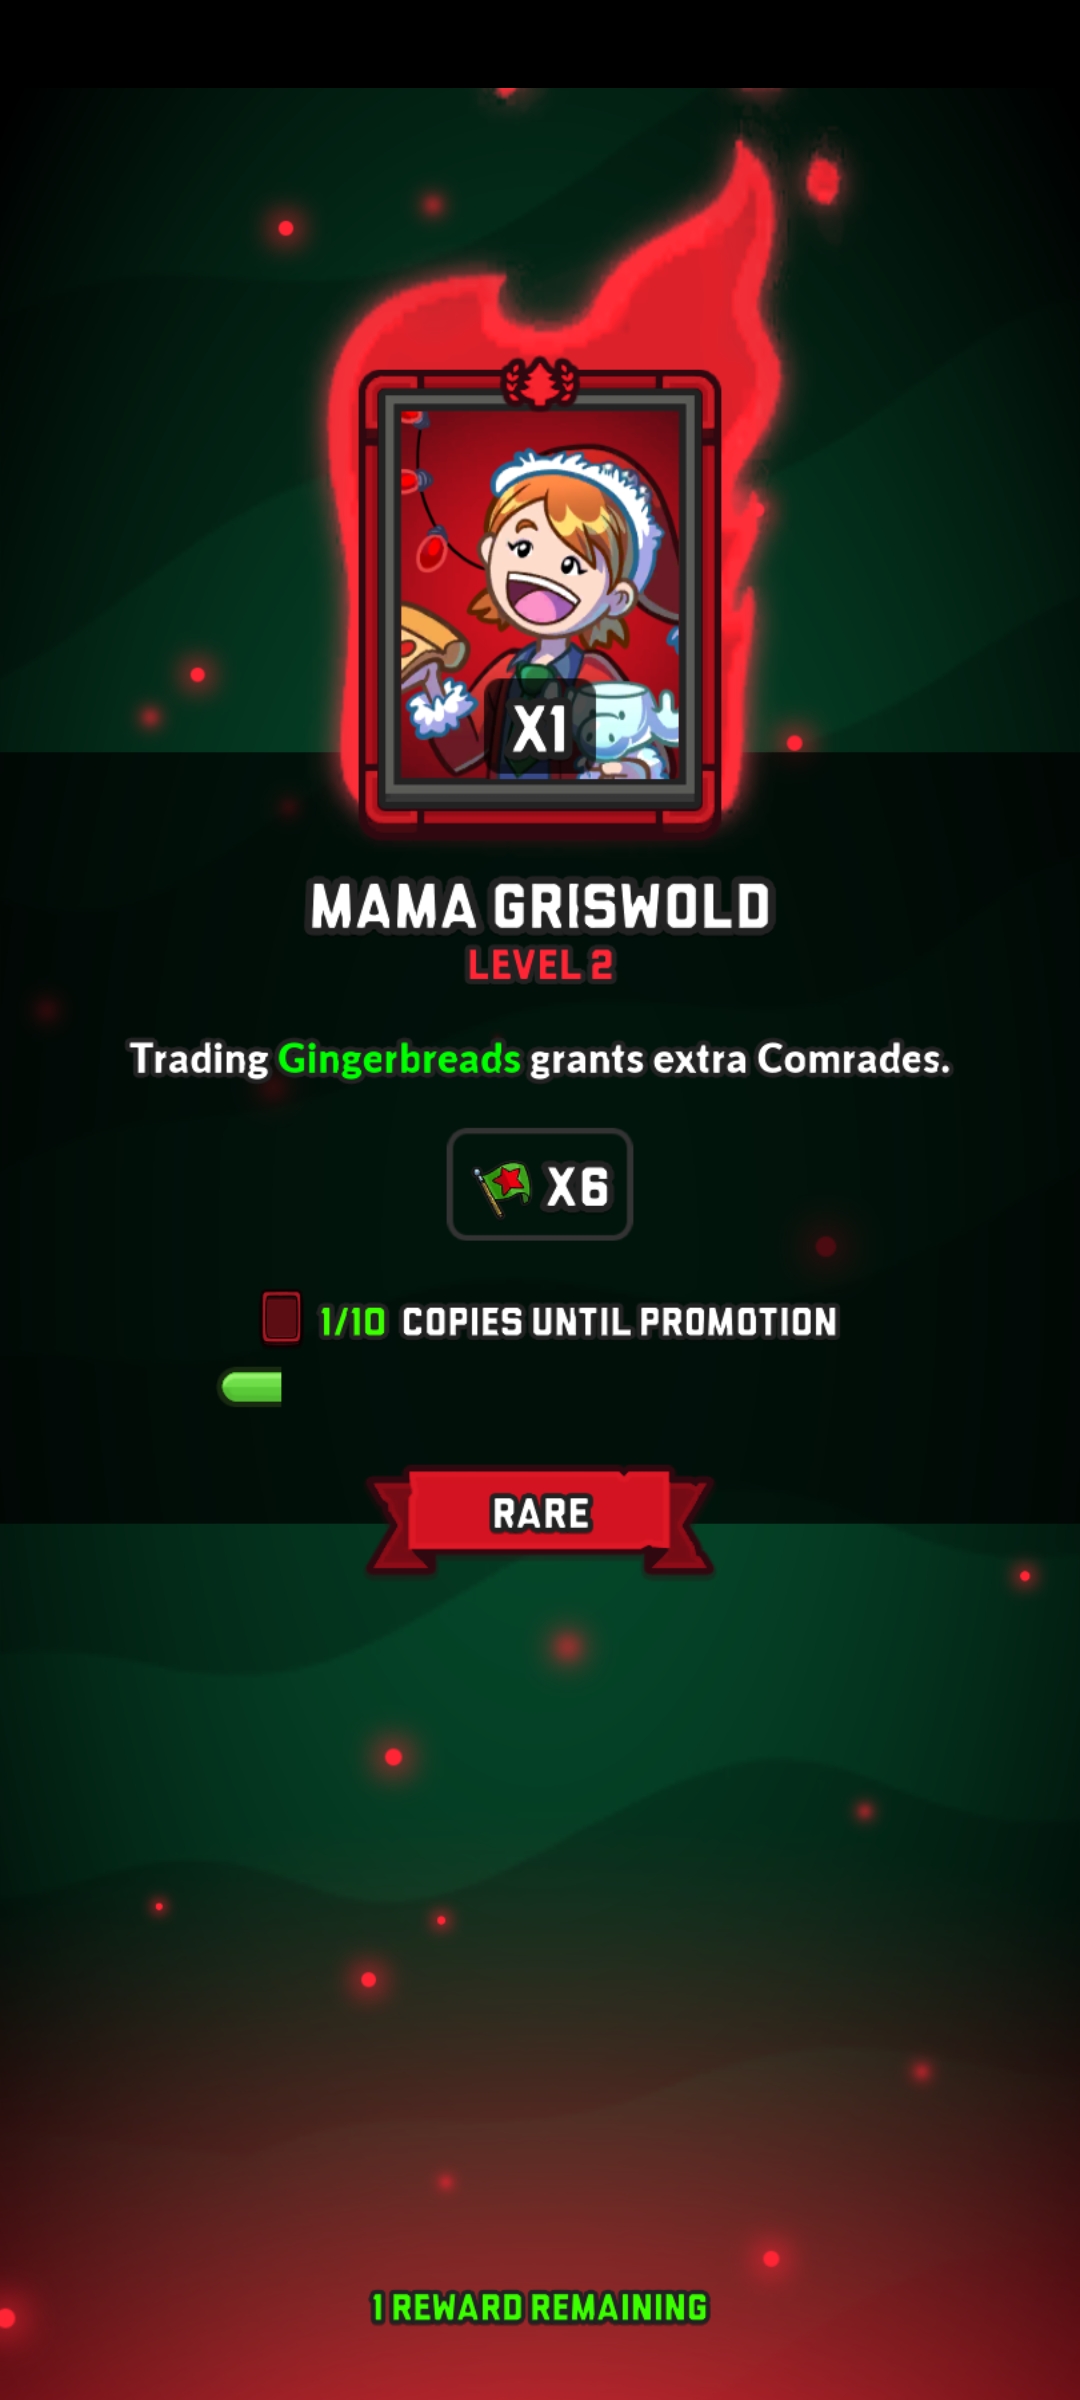 X1
MAMA GRISWOLD
LEVEL 2
Trading Gingerbreads grants extra Comrades.
X6
1/10 COPIES UNTIL PROMOTION
RARE
1 REWARD REMAINING